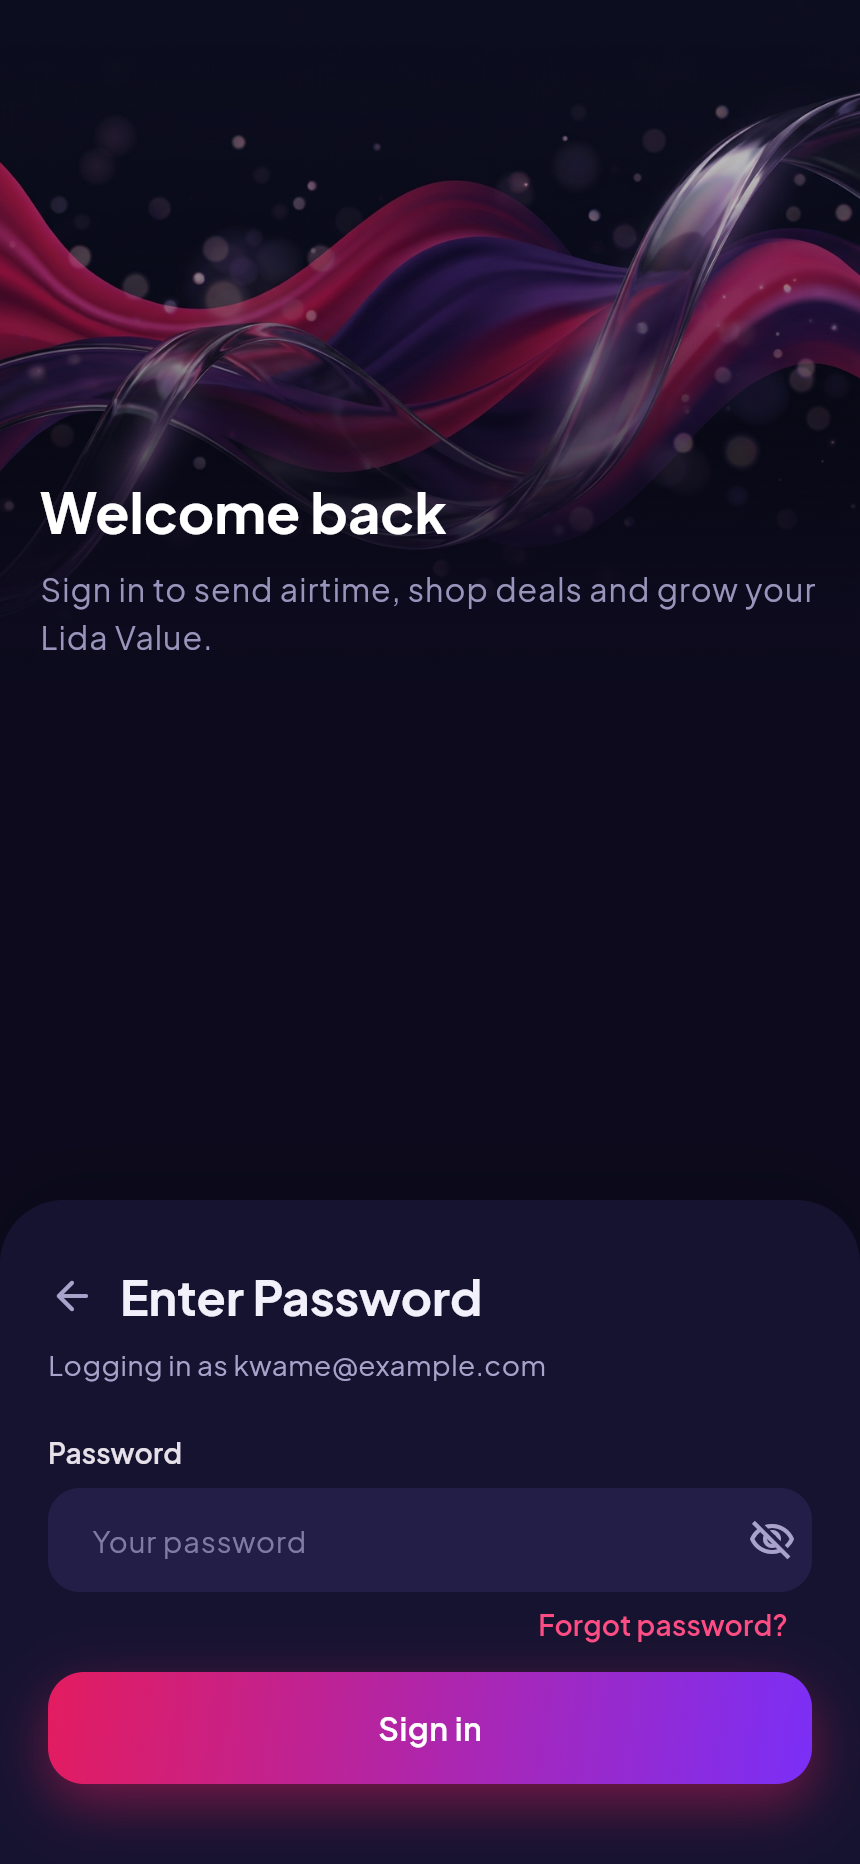 Welcome back
Sign in to send airtime, shop deals and grow your
Lida Value.
Enter Password
Logging in as kwame@example.com
Password
Your password
Forgot password?
Sign in